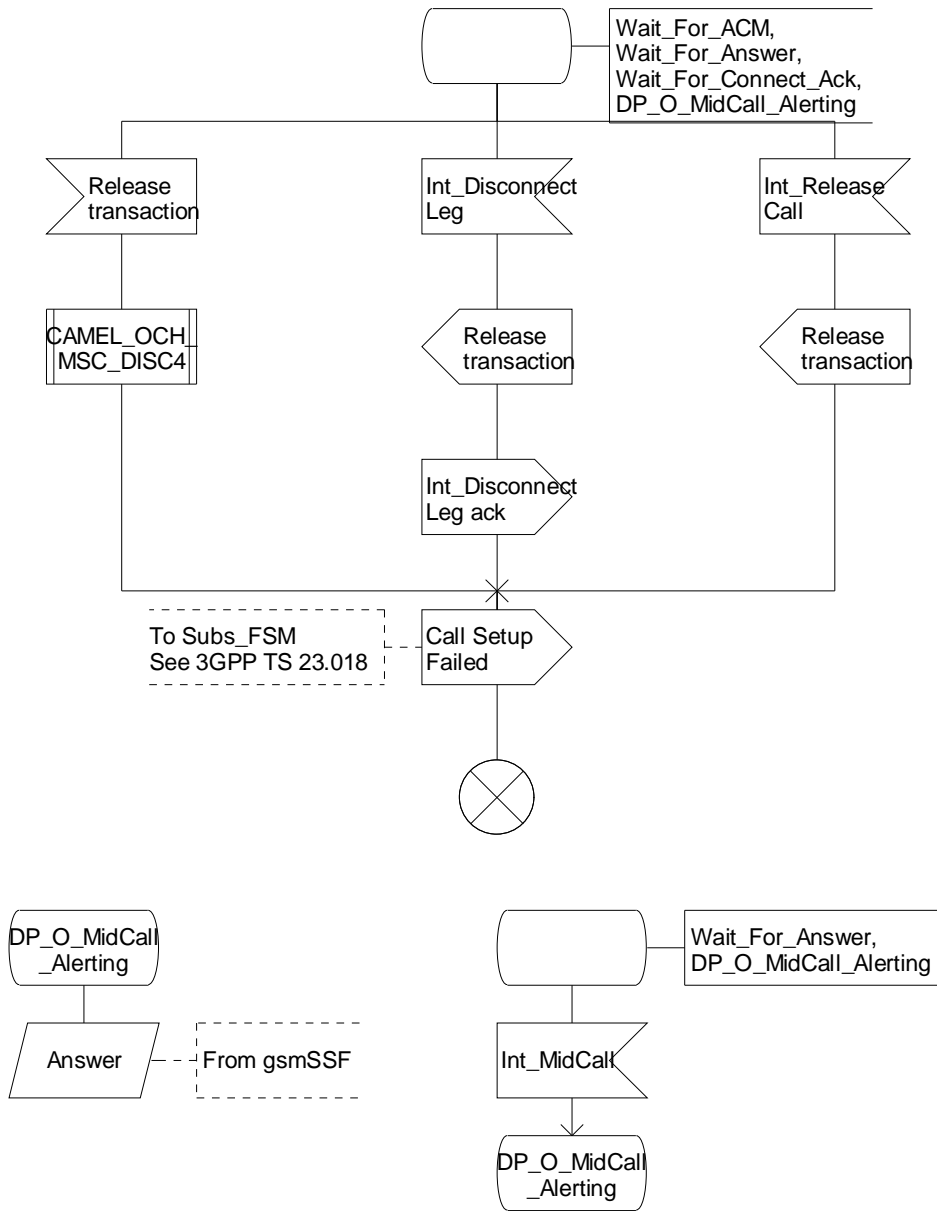 Wait_For_ACM,
Wait_For_Answer,
Wait_For_Connect_Ack,
DP_O_MidCall_Alerting
Release
transaction
Int_Disconnect
Leg
Int_Release
Call
CAMEL_OCH_
MSC_DISC4
Release
transaction
Release
transaction
Int_Disconnect
Leg ack
To Subs_FSM
See 3GPP TS 23.018
Call Setup
Failed
DP_O_MidCall
_Alerting
Wait_For_Answer,
DP_O_MidCall_Alerting
Answer
From gsmSSF
Int_MidCall
DP_O_MidCall
_Alerting